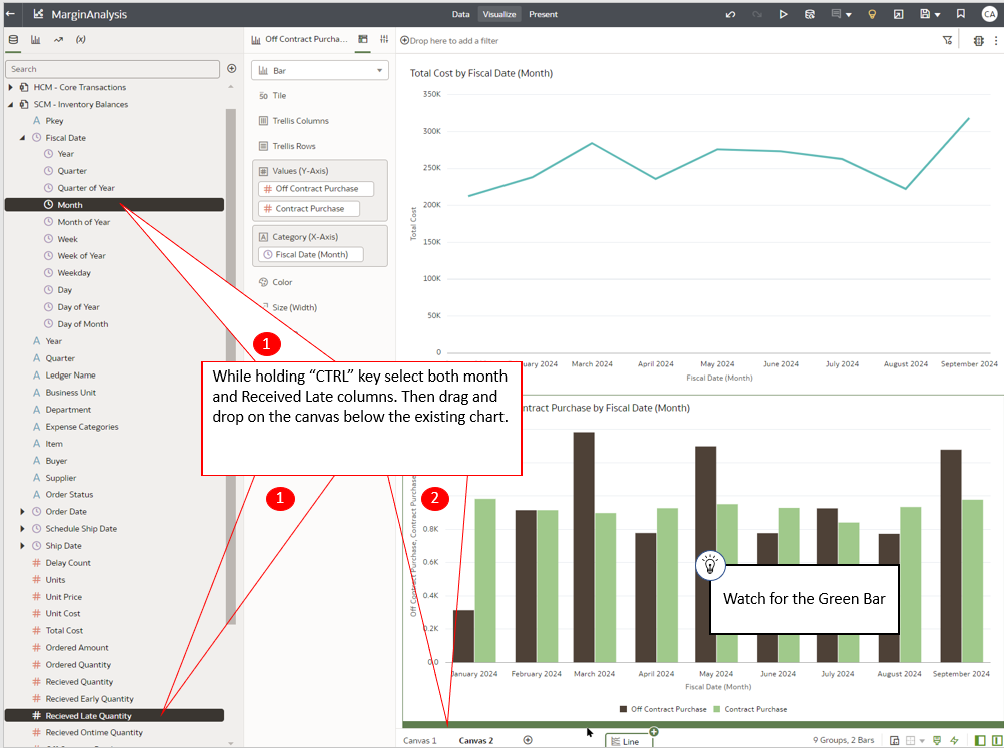 MarginAnalysis
Data Visualize Present
CA
Search
HCM - Core Transactions
SCM - Inventory Balances
Pkey
Fiscal Date
Year
Quarter
Quarter of Year
Month
Month of Year
Week
Week of Year
Weekday
Day
Day of Year
Day of Month
Year
Quarter
Ledger Name
Business Unit
Department
Expense Categories
Item
Buyer
Supplier
Order Status
Order Date
Schedule Ship Date
Ship Date
Delay Count
Units
Unit Price
Unit Cost
Total Cost
Ordered Amount
Ordered Quantity
Recieved Quantity
Recieved Early Quantity
Recieved Late Quantity
Recieved Ontime Quantity
Off Contract Purcha...
Bar
Tile
Trellis Columns
Trellis Rows
Values (Y-Axis)
Off Contract Purchase
Contract Purchase
Category (X-Axis)
Fiscal Date (Month)
Color
Size (Width)
Drop here to add a filter
Total Cost by Fiscal Date (Month)
350K
300K
250K
200K
150K
100K
50K
0
Total Cost
2024 March 2024 April 2024 May 2024 June 2024 July 2024 August 2024 September 2024
Fiscal Date (Month)
1
While holding “CTRL” key select both month
and Received Late columns. Then drag and
drop on the canvas below the existing chart.
1
2
Purchase by Fiscal Date (Month)
Contract Purchase
0.8K
0.6K
0.4K
0.2K
0.0
Watch for the Green Bar
January 2024 February 2024 March 2024 April 2024 May 2024 June 2024 July 2024 August 2024 September 2024
Fiscal Date (Month)
Off Contract Purchase Contract Purchase
Canvas 1 Canvas 2 Line 9 Groups, 2 Bars